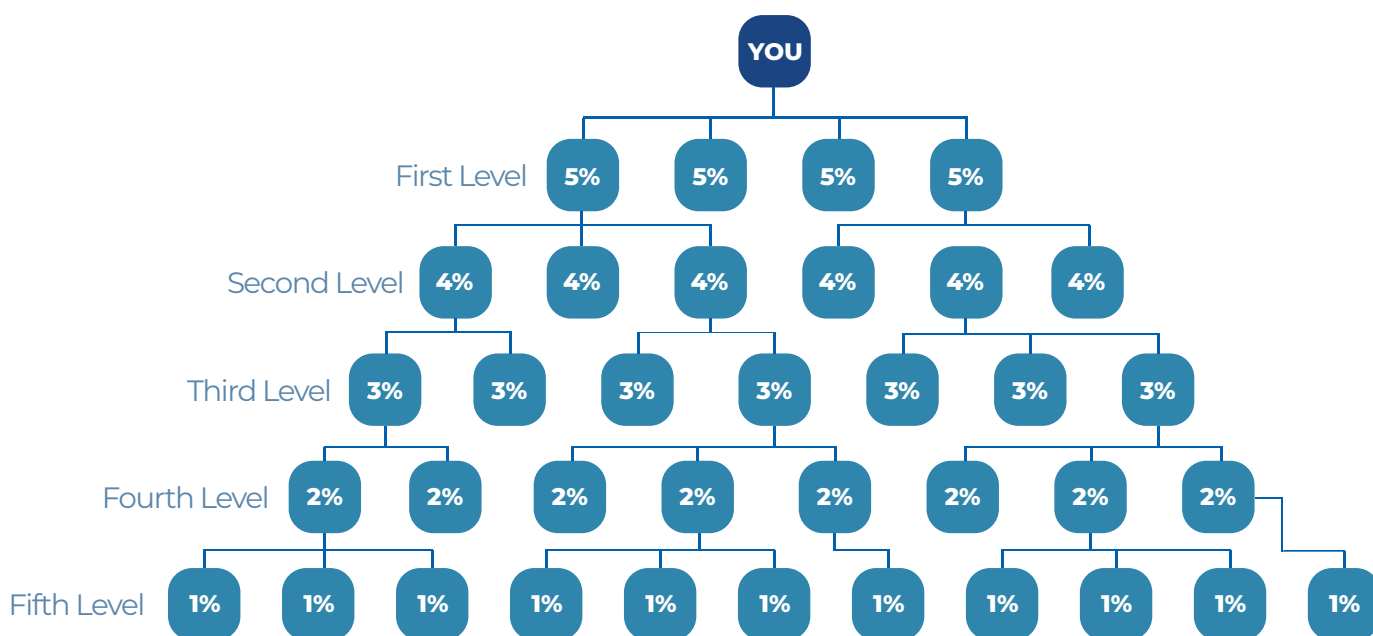 YOU
First Level 5% 5% 5% 5%
Second Level 4% 4% 4% 4% 4% 4%
Third Level 3% 3% 3% 3% 3% 3% 3%
Fourth Level 2% 2% 2% 2% 2% 2% 2% 2%
Fifth Level 1% 1% 1% 1% 1% 1% 1% 1% 1% 1% 1%